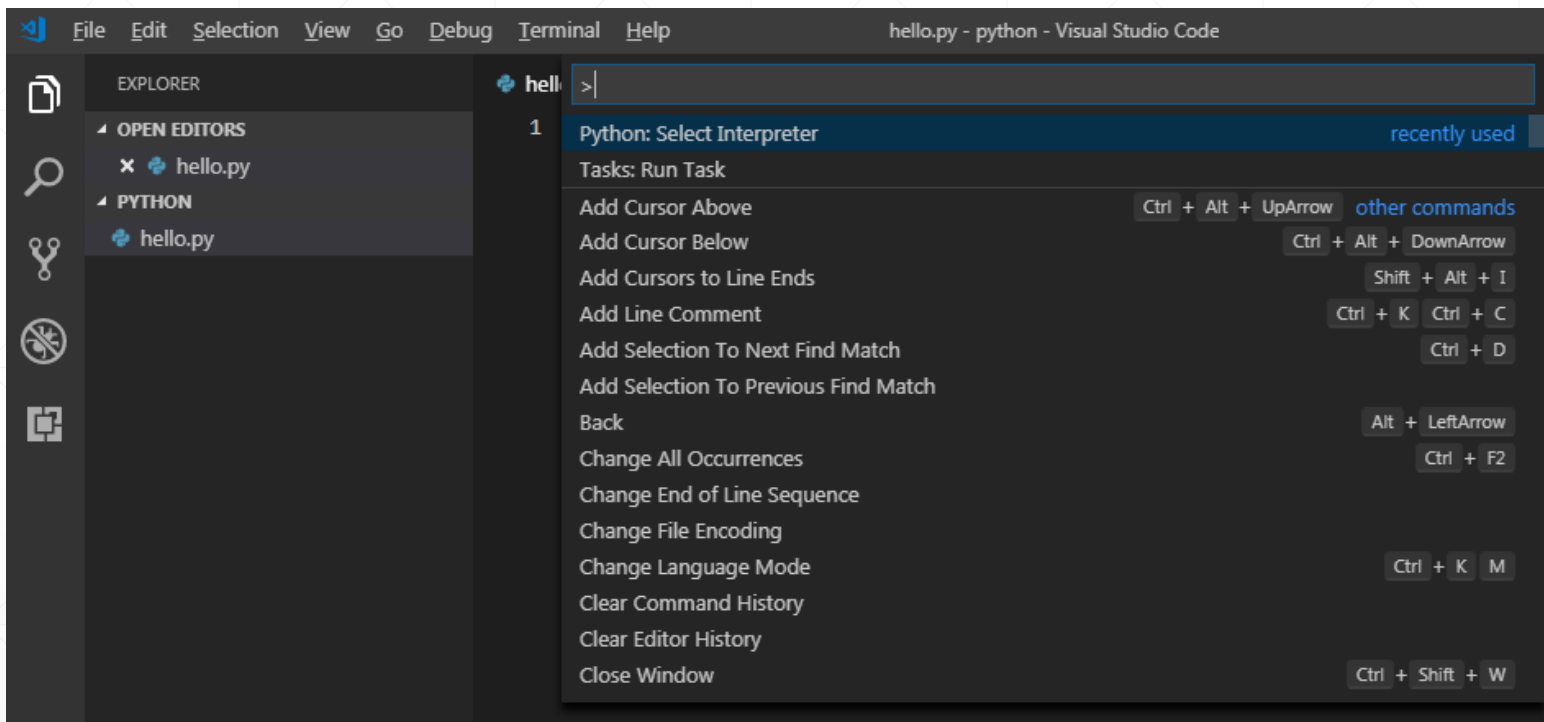 File Edit Selection View Go Debug Terminal Help hello.py - python - Visual Studio Code
EXPLORER
OPEN EDITORS
hello.py
PYTHON
hello.py
hell
1
>
Python: Select Interpreter recently used
Tasks: Run Task
Add Cursor Above Ctrl + Alt + UpArrow other commands
Add Cursor Below Ctrl + Alt + DownArrow
Add Cursors to Line Ends Shift + Alt + I
Add Line Comment Ctrl + K Ctrl + C
Add Selection To Next Find Match Ctrl + D
Add Selection To Previous Find Match
Back Alt + LeftArrow
Change All Occurrences Ctrl + F2
Change End of Line Sequence
Change File Encoding
Change Language Mode Ctrl + K M
Clear Command History
Clear Editor History
Close Window Ctrl + Shift + W